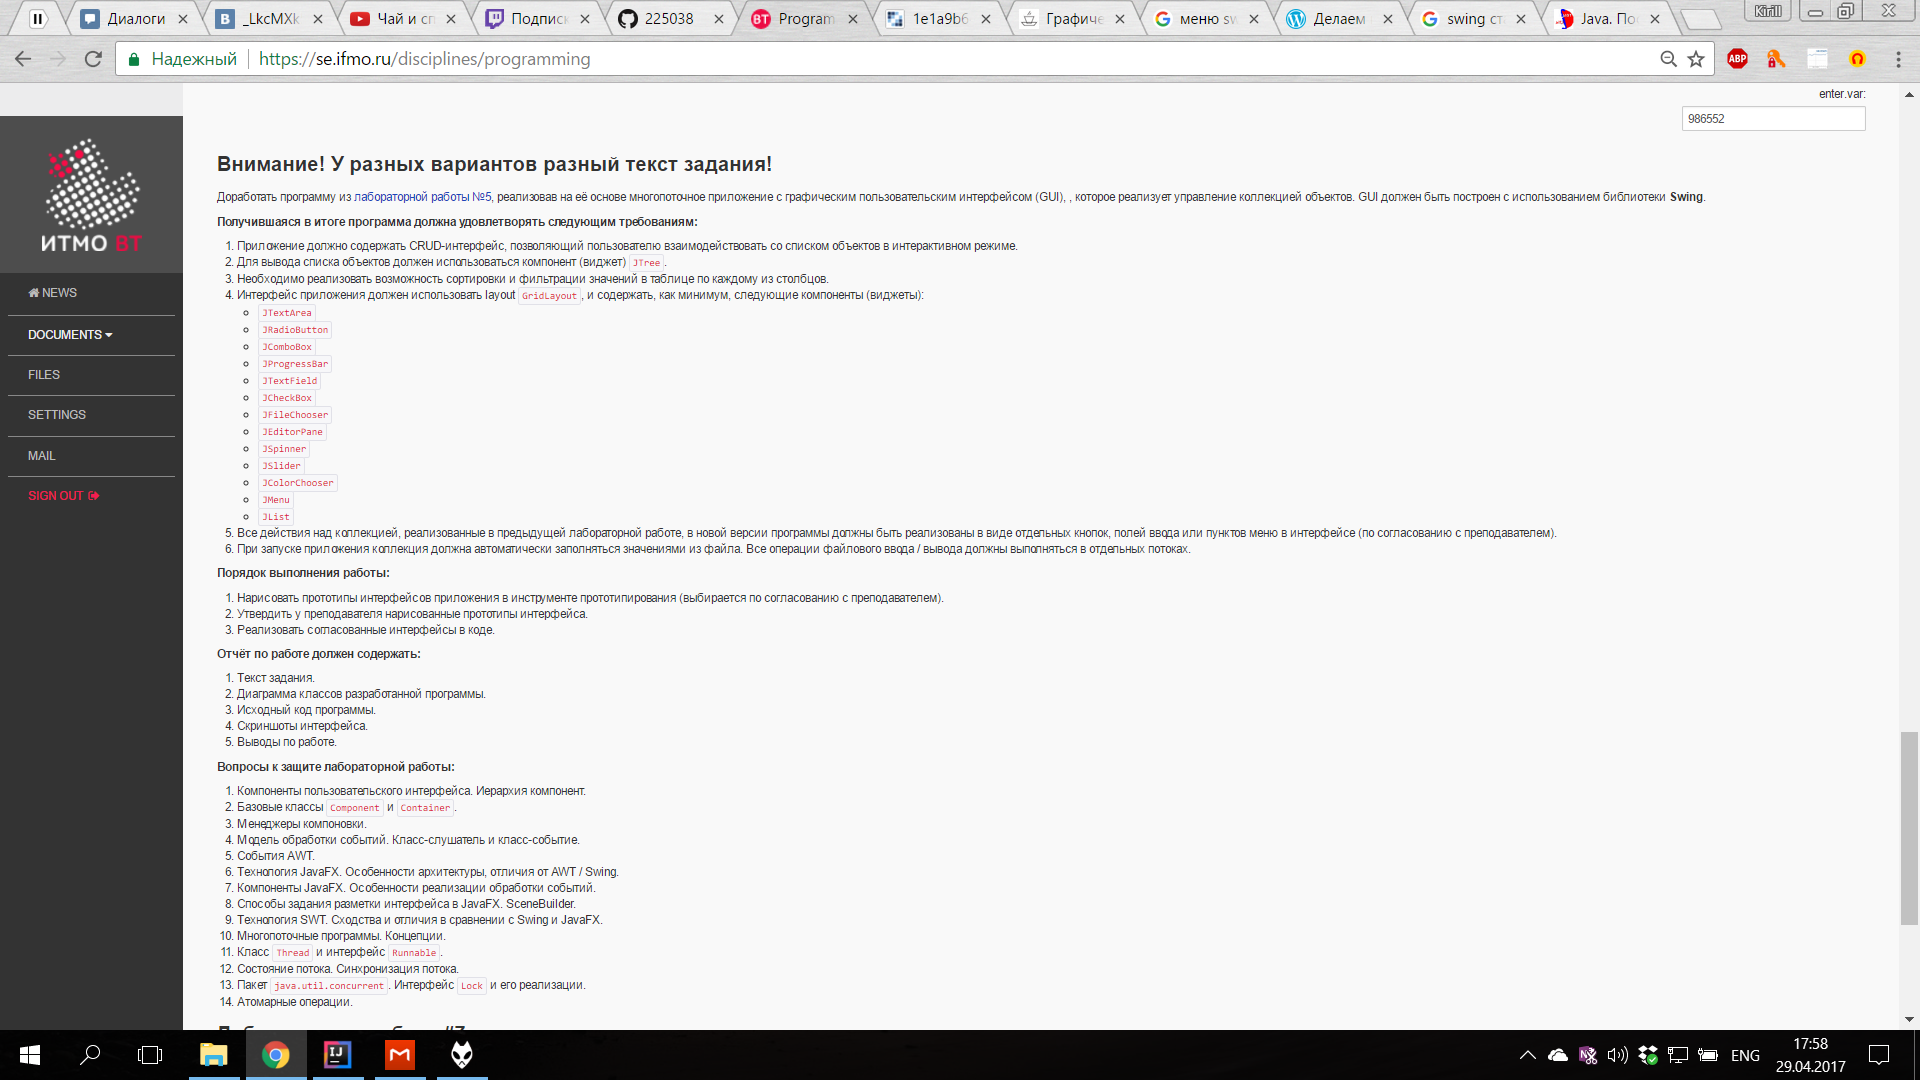 Диалоги
_LkcMXk
Чай и сп
Подписк
225038
Program
1e1a9b6
Графиче
меню sw
Делаем
swing ст
Java. По
Kirill
Надежный
https://se.ifmo.ru/disciplines/programming
ABP
enter.var:
986552
ИТМО ВТ
NEWS
DOCUMENTS
FILES
SETTINGS
MAIL
SIGN OUT
Внимание! У разных вариантов разный текст задания!
Доработать программу из лабораторной работы №5, реализовав на её основе многопоточное приложение с графическим пользовательским интерфейсом (GUI), , которое реализует управление коллекцией объектов. GUI должен быть построен с использованием библиотеки Swing.
Получившаяся в итоге программа должна удовлетворять следующим требованиям:
1. Приложение должно содержать CRUD-интерфейс, позволяющий пользователю взаимодействовать со списком объектов в интерактивном режиме.
2. Для вывода списка объектов должен использоваться компонент (виджет) JTree.
3. Необходимо реализовать возможность сортировки и фильтрации значений в таблице по каждому из столбцов.
4. Интерфейс приложения должен использовать layout GridLayout, и содержать, как минимум, следующие компоненты (виджеты):
JTextArea
JRadioButton
JComboBox
JProgressBar
JTextField
JCheckBox
JFileChooser
JEditorPane
JSpinner
JSlider
JColorChooser
JMenu
JList
5. Все действия над коллекцией, реализованные в предыдущей лабораторной работе, в новой версии программы должны быть реализованы в виде отдельных кнопок, полей ввода или пунктов меню в интерфейсе (по согласованию с преподавателем).
6. При запуске приложения коллекция должна автоматически заполняться значениями из файла. Все операции файлового ввода / вывода должны выполняться в отдельных потоках.
Порядок выполнения работы:
1. Нарисовать прототипы интерфейсов приложения в инструменте прототипирования (выбирается по согласованию с преподавателем).
2. Утвердить у преподавателя нарисованные прототипы интерфейса.
3. Реализовать согласованные интерфейсы в коде.
Отчёт по работе должен содержать:
1. Текст задания.
2. Диаграмма классов разработанной программы.
3. Исходный код программы.
4. Скриншоты интерфейса.
5. Выводы по работе.
Вопросы к защите лабораторной работы:
1. Компоненты пользовательского интерфейса. Иерархия компонент.
2. Базовые классы Component и Container.
3. Менеджеры компоновки.
4. Модель обработки событий. Класс-слушатель и класс-событие.
5. События AWT.
6. Технология JavaFX. Особенности архитектуры, отличия от AWT / Swing.
7. Компоненты JavaFX. Особенности реализации обработки событий.
8. Способы задания разметки интерфейса в JavaFX. SceneBuilder.
9. Технология SWT. Сходства и отличия в сравнении с Swing и JavaFX.
10. Многопоточные программы. Концепции.
11. Класс Thread и интерфейс Runnable.
12. Состояние потока. Синхронизация потока.
13. Пакет java.util.concurrent. Интерфейс Lock и его реализации.
14. Атомарные операции.
ENG
17:58
29.04.2017